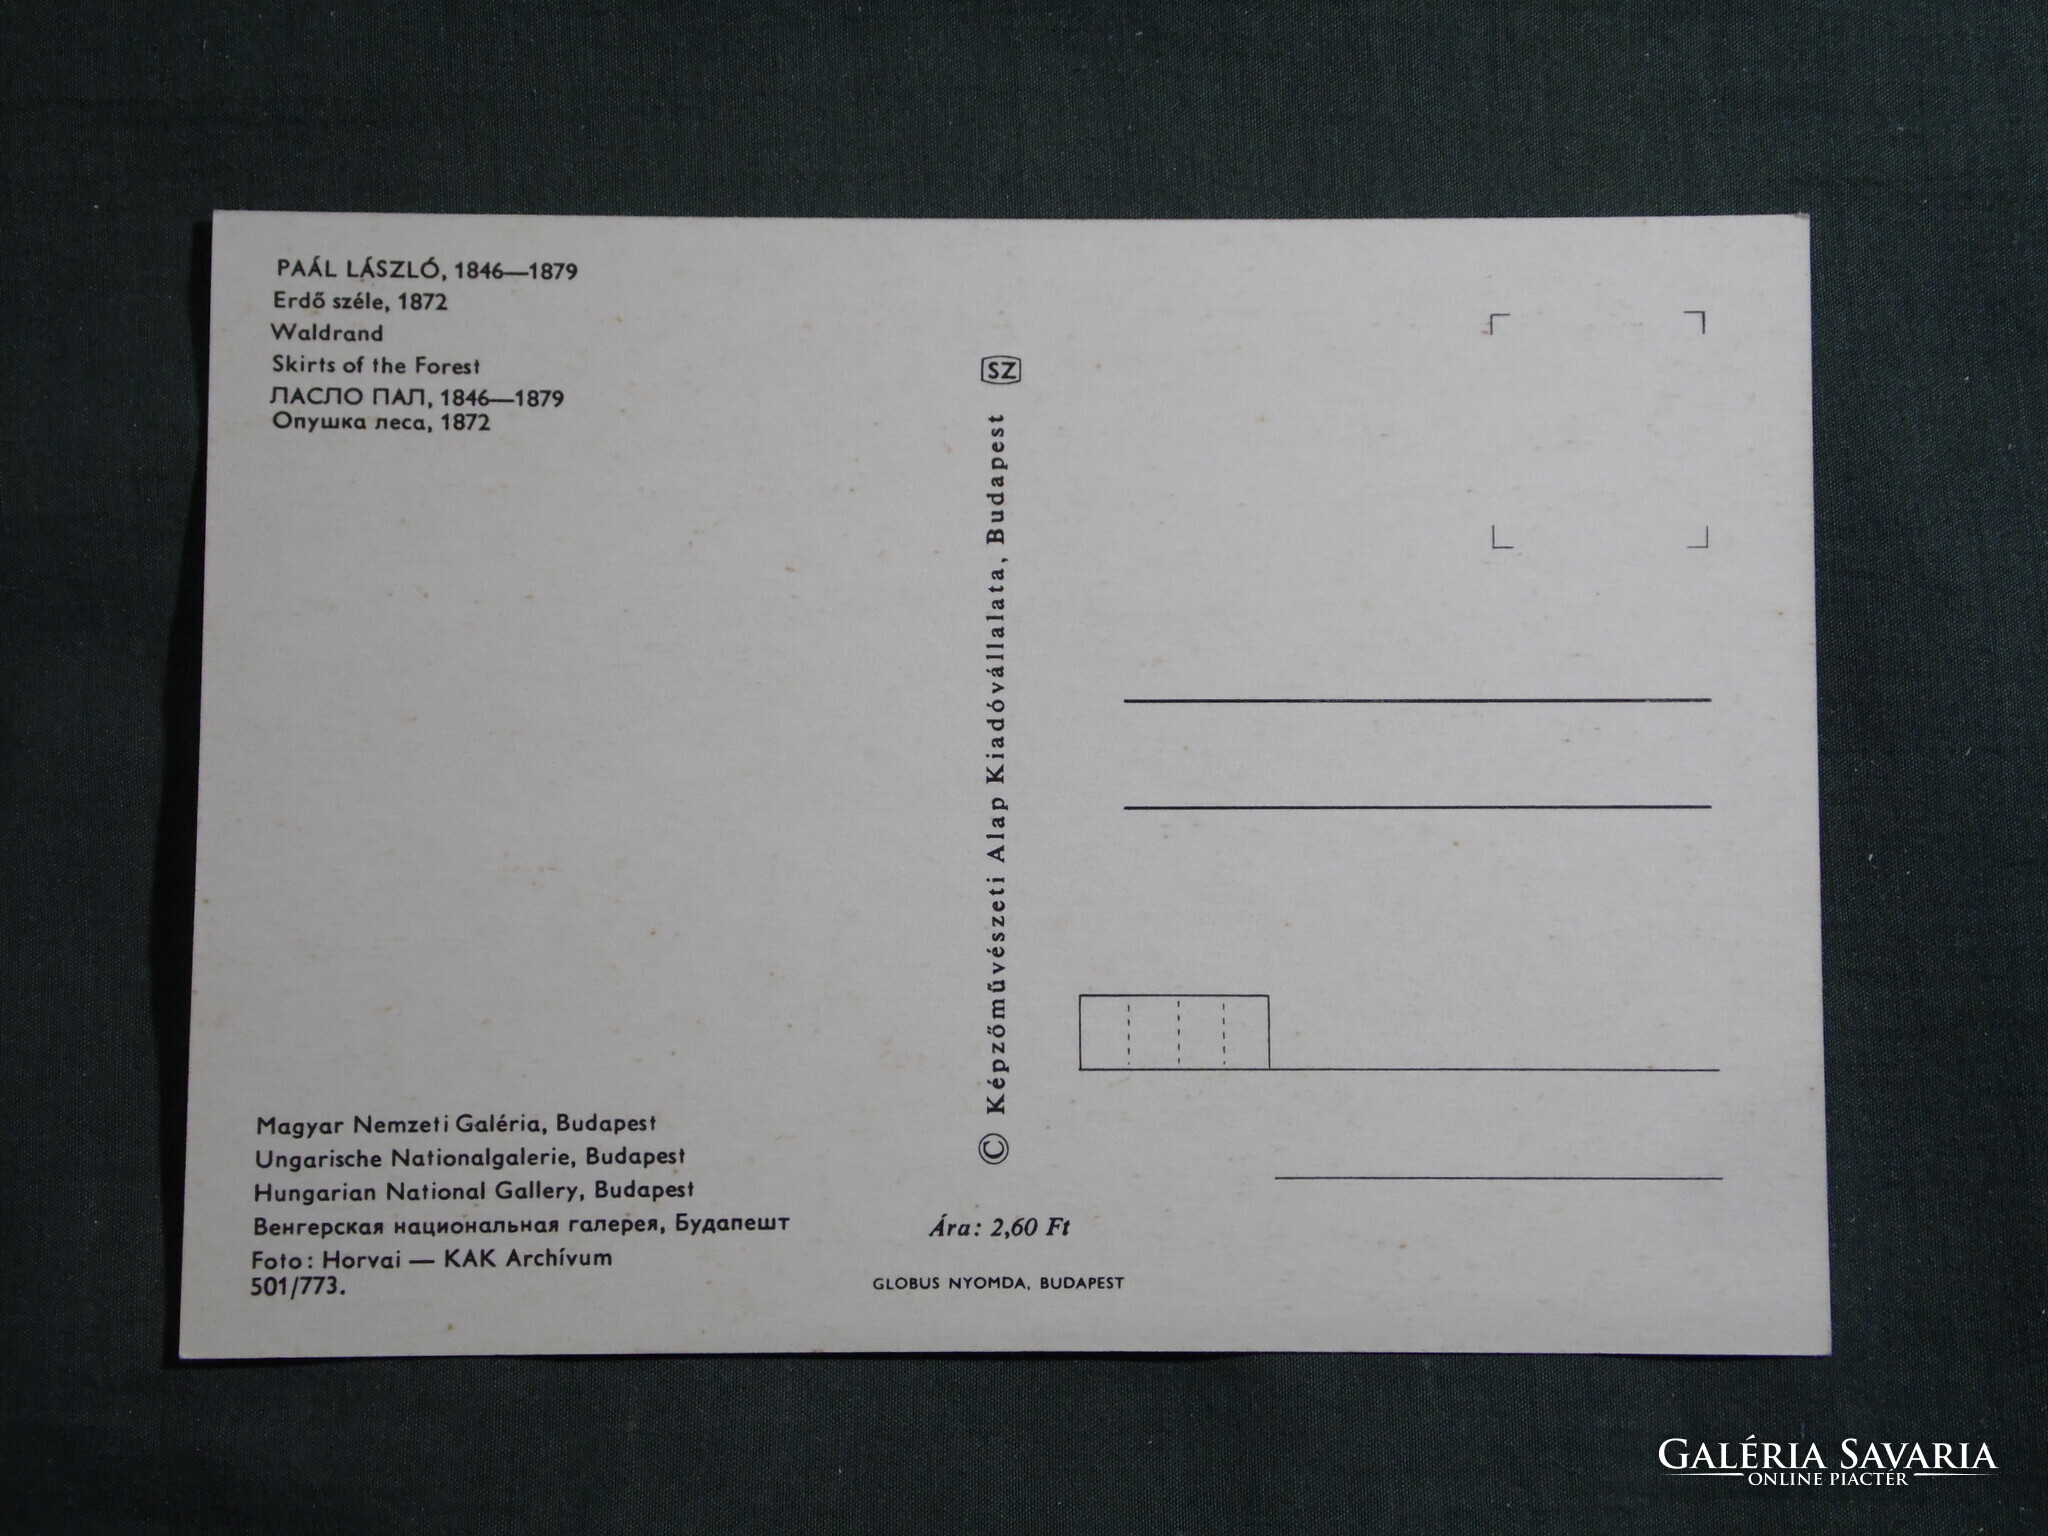 PAÁL LÁSZLÓ, 1846—1879
Erdő széle, 1872
Waldrand
Skirts of the Forest
ЛАСЛО ПАЛ, 1846—1879
Опушка леса, 1872
Magyar Nemzeti Galéria, Budapest
Ungarische Nationalgalerie, Budapest
Hungarian National Gallery, Budapest
Венгерская национальная галерея, Будапешт
Foto: Horvai — KAK Archívum
501/773.
SZ
© Képzőművészeti Alap Kiadóvállalata, Budapest
Ára: 2,60 Ft
GLOBUS NYOMDA, BUDAPEST
GALÉRIA SAVARIA
ONLINE PIACTÉR